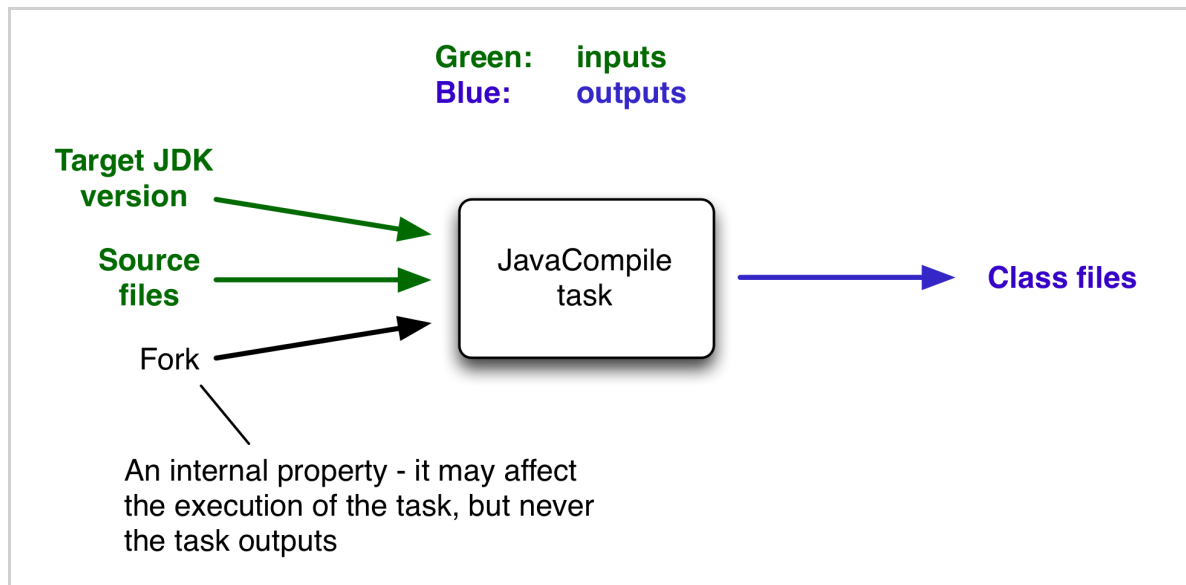 Green: inputs
Blue: outputs
Target JDK
version
Source
files
Fork
JavaCompile
task
Class files
An internal property - it may affect
the execution of the task, but never
the task outputs